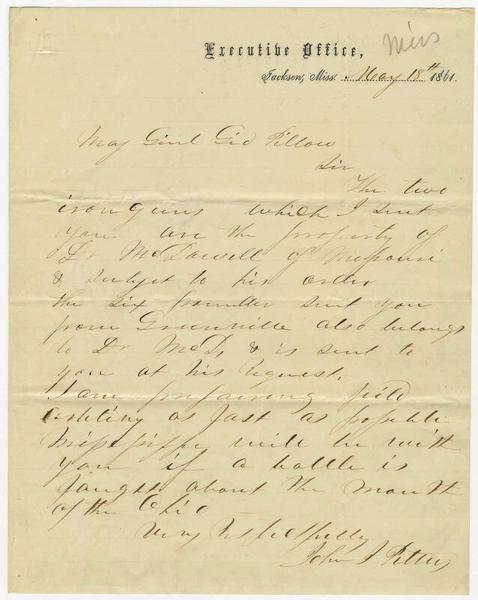 Miss
Executive Office,
Jackson, Miss. May 18th 1861.
Maj Genl Gid Pillow
Sir
The two
iron guns which I sent
you are the property of
Dr McDowell of Missouri
& subject to his order
the six pounder sent you
from Greenville also belongs
to Dr McD, & is sent to
you at his request.
I am preparing field
artillery as fast as possible
Mississippi will be with
you if a battle is
fought about the mouth
of the Ohio
Very Respectfully
John J Pettus